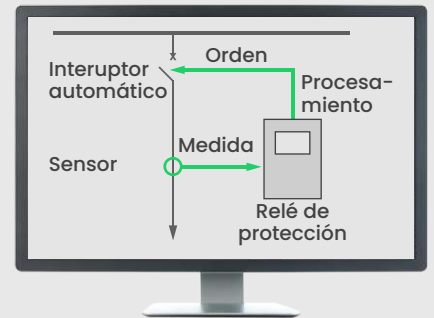 Orden
Interuptor
automático
Procesa-
miento
Medida
Sensor
Relé de
protección